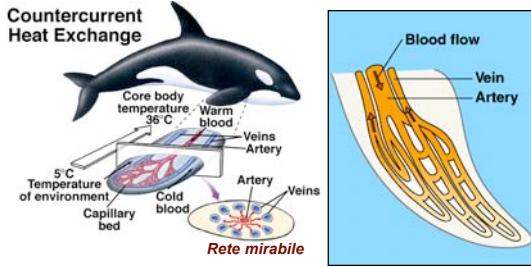 Countercurrent
Heat Exchange
Core body
temperature
36°C
Warm
blood
Veins
Artery
5°C
Temperature
of environment
Capillary
bed
Cold
blood
Artery
Veins
Rete mirabile
Blood flow
Vein
Artery